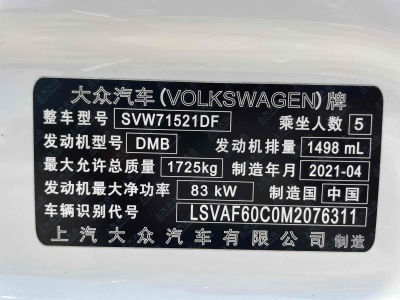 大众汽车(VOLKSWAGEN)牌
整车型号 SVW71521DF 乘坐人数 5
发动机型号 DMB 发动机排量 1498 mL
最大允许总质量 1725kg 制造年月 2021-04
发动机最大净功率 83 kW 制造国 中国
车辆识别代号 LSVAF60C0M2076311
上汽大众汽车有限公司 制造